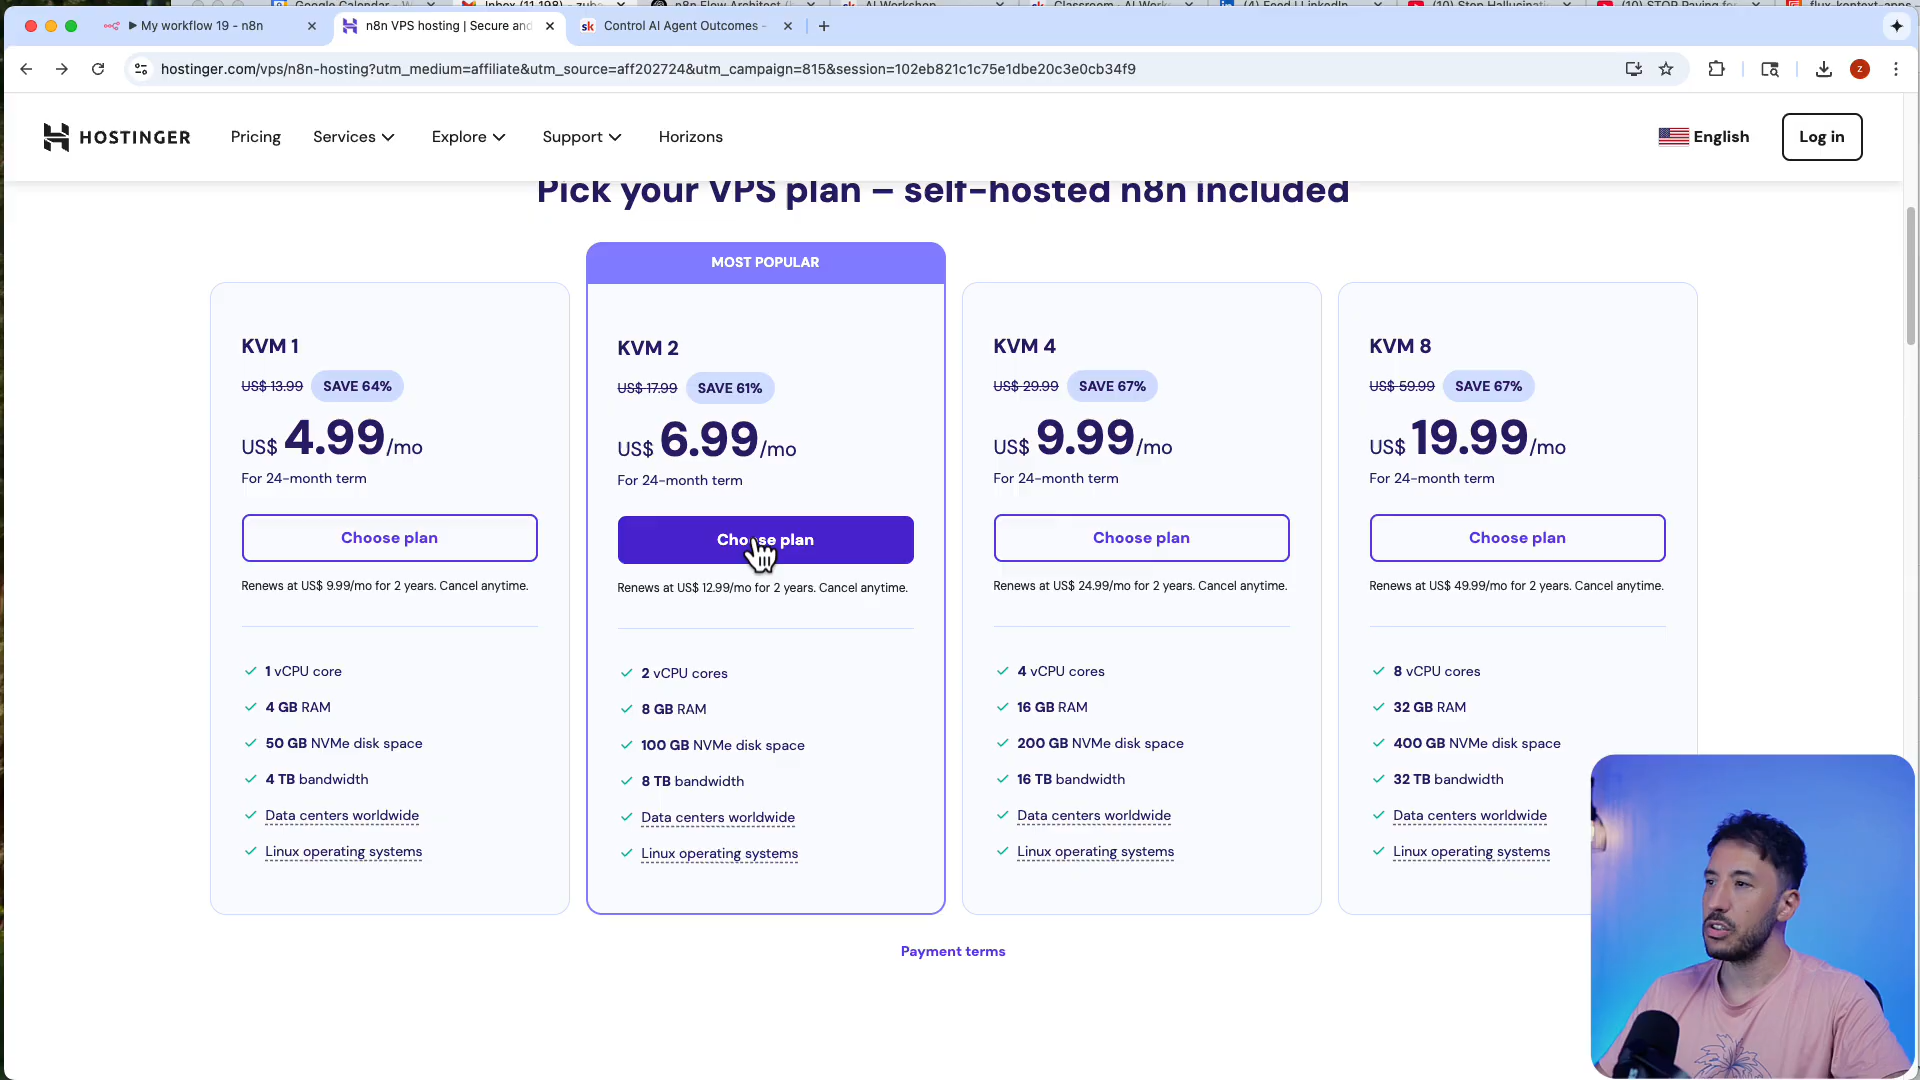 My workflow 19 - n8n
n8n VPS hosting | Secure and
sk Control AI Agent Outcomes -
hostinger.com/vps/n8n-hosting?utm_medium=affiliate&utm_source=aff202724&utm_campaign=815&session=102eb821c1c75e1dbe20c3e0cb34f9
z
HOSTINGER
Pricing
Services
Explore
Support
Horizons
English
Log in
Pick your VPS plan – self-hosted n8n included
MOST POPULAR
KVM 1
US$ 13.99 SAVE 64%
US$ 4.99/mo
For 24-month term
Choose plan
Renews at US$ 9.99/mo for 2 years. Cancel anytime.
1 vCPU core
4 GB RAM
50 GB NVMe disk space
4 TB bandwidth
Data centers worldwide
Linux operating systems
KVM 2
US$ 17.99 SAVE 61%
US$ 6.99/mo
For 24-month term
Choose plan
Renews at US$ 12.99/mo for 2 years. Cancel anytime.
2 vCPU cores
8 GB RAM
100 GB NVMe disk space
8 TB bandwidth
Data centers worldwide
Linux operating systems
KVM 4
US$ 29.99 SAVE 67%
US$ 9.99/mo
For 24-month term
Choose plan
Renews at US$ 24.99/mo for 2 years. Cancel anytime.
4 vCPU cores
16 GB RAM
200 GB NVMe disk space
16 TB bandwidth
Data centers worldwide
Linux operating systems
KVM 8
US$ 59.99 SAVE 67%
US$ 19.99/mo
For 24-month term
Choose plan
Renews at US$ 49.99/mo for 2 years. Cancel anytime.
8 vCPU cores
32 GB RAM
400 GB NVMe disk space
32 TB bandwidth
Data centers worldwide
Linux operating systems
Payment terms